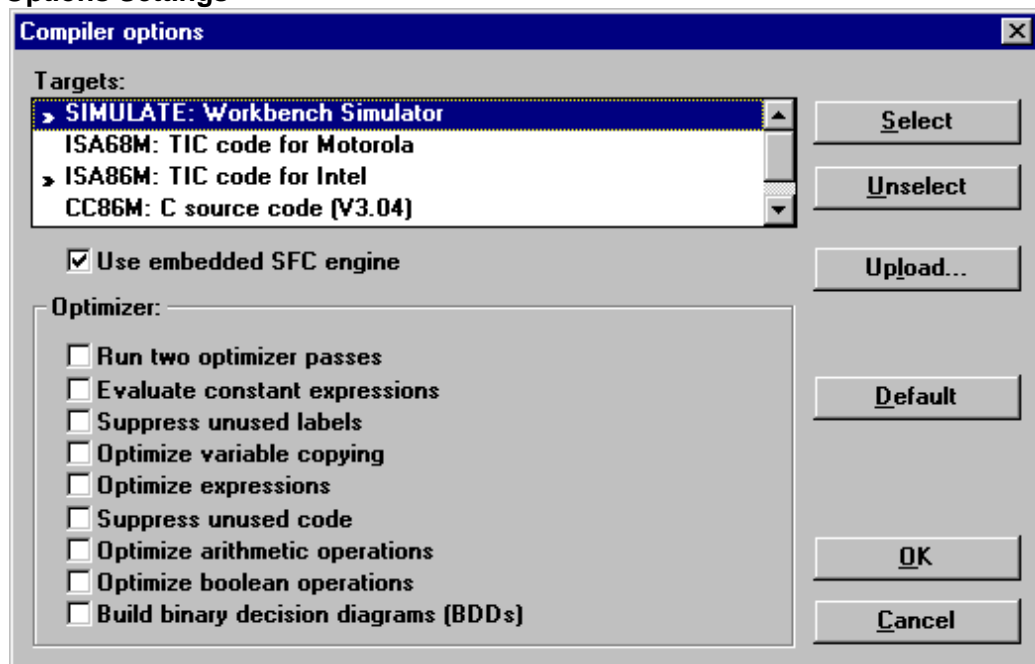 Options Settings
Compiler options
Targets:
SIMULATE: Workbench Simulator
ISA68M: TIC code for Motorola
ISA86M: TIC code for Intel
CC86M: C source code (V3.04)
Select
Unselect
Upload...
Use embedded SFC engine
Optimizer:
Run two optimizer passes
Evaluate constant expressions
Suppress unused labels
Optimize variable copying
Optimize expressions
Suppress unused code
Optimize arithmetic operations
Optimize boolean operations
Build binary decision diagrams (BDDs)
Default
OK
Cancel